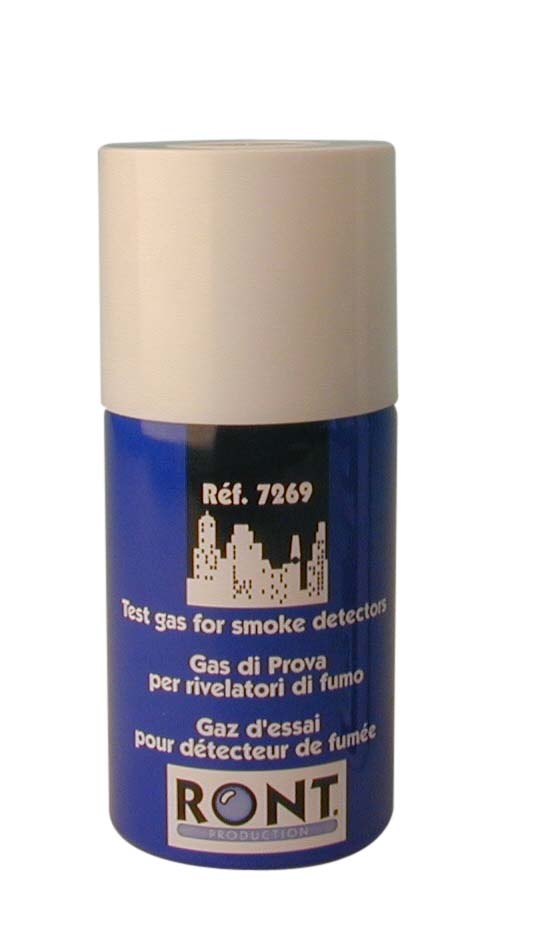 Réf. 7269
Test gas for smoke detectors
Gas di Prova
per rivelatori di fumo
Gaz d'essai
pour détecteur de fumée
RONT.
PRODUCTION